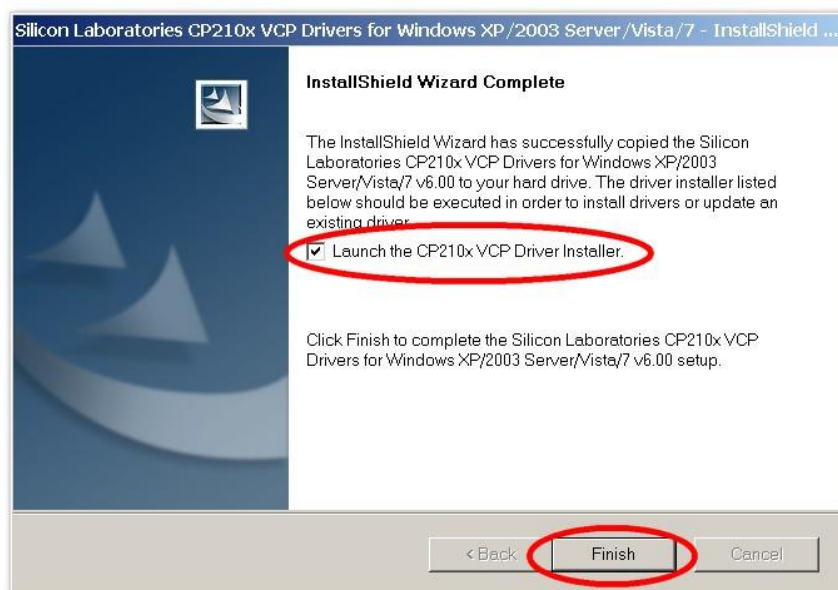 Silicon Laboratories CP210x VCP Drivers for Windows XP/2003 Server/Vista/7 - InstallShield ...
InstallShield Wizard Complete
The InstallShield Wizard has successfully copied the Silicon
Laboratories CP210x VCP Drivers for Windows XP/2003
Server/Vista/7 v6.00 to your hard drive. The driver installer listed
below should be executed in order to install drivers or update an
existing driver.
Launch the CP210x VCP Driver Installer.
Click Finish to complete the Silicon Laboratories CP210x VCP
Drivers for Windows XP/2003 Server/Vista/7 v6.00 setup.
< Back Finish Cancel